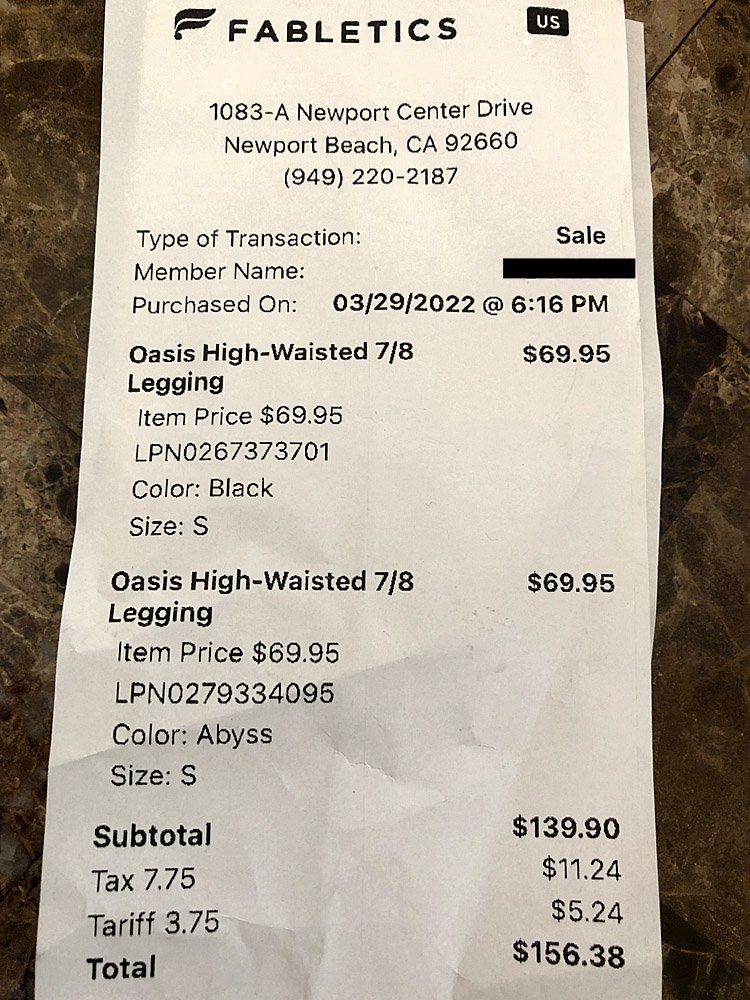 FABLETICS
US
1083-A Newport Center Drive
Newport Beach, CA 92660
(949) 220-2187
Type of Transaction: Sale
Member Name:
Purchased On: 03/29/2022 @ 6:16 PM
Oasis High-Waisted 7/8 $69.95
Legging
Item Price $69.95
LPN0267373701
Color: Black
Size: S
Oasis High-Waisted 7/8 $69.95
Legging
Item Price $69.95
LPN0279334095
Color: Abyss
Size: S
Subtotal $139.90
Tax 7.75 $11.24
Tariff 3.75 $5.24
Total $156.38